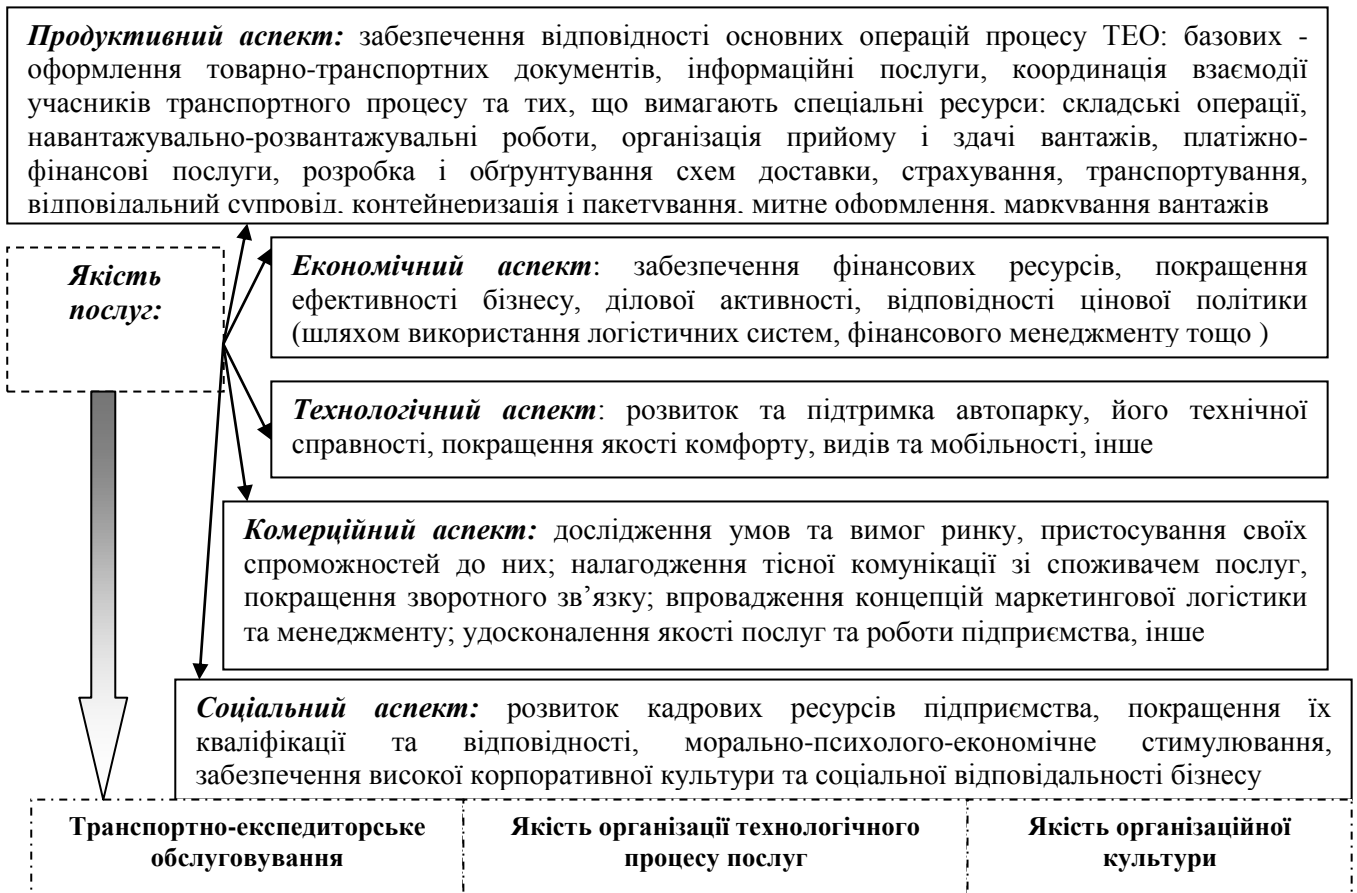 Продуктивний аспект: забезпечення відповідності основних операцій процесу ТЕО: базових -
оформлення товарно-транспортних документів, інформаційні послуги, координація взаємодії
учасників транспортного процесу та тих, що вимагають спеціальні ресурси: складські операції,
навантажувально-розвантажувальні роботи, організація прийому і здачі вантажів, платіжно-
фінансові послуги, розробка і обґрунтування схем доставки, страхування, транспортування,
відповідальний супровід, контейнеризація і пакетування, митне оформлення, маркування вантажів
Якість
послуг:
Економічний аспект: забезпечення фінансових ресурсів, покращення
ефективності бізнесу, ділової активності, відповідності цінової політики
(шляхом використання логістичних систем, фінансового менеджменту тощо )
Технологічний аспект: розвиток та підтримка автопарку, його технічної
справності, покращення якості комфорту, видів та мобільності, інше
Комерційний аспект: дослідження умов та вимог ринку, пристосування своїх
спроможностей до них; налагодження тісної комунікації зі споживачем послуг,
покращення зворотного зв’язку; впровадження концепцій маркетингової логістики
та менеджменту; удосконалення якості послуг та роботи підприємства, інше
Соціальний аспект: розвиток кадрових ресурсів підприємства, покращення їх
кваліфікації та відповідності, морально-психолого-економічне стимулювання,
забезпечення високої корпоративної культури та соціальної відповідальності бізнесу
Транспортно-експедиторське
обслуговування
Якість організації технологічного
процесу послуг
Якість організаційної
культури